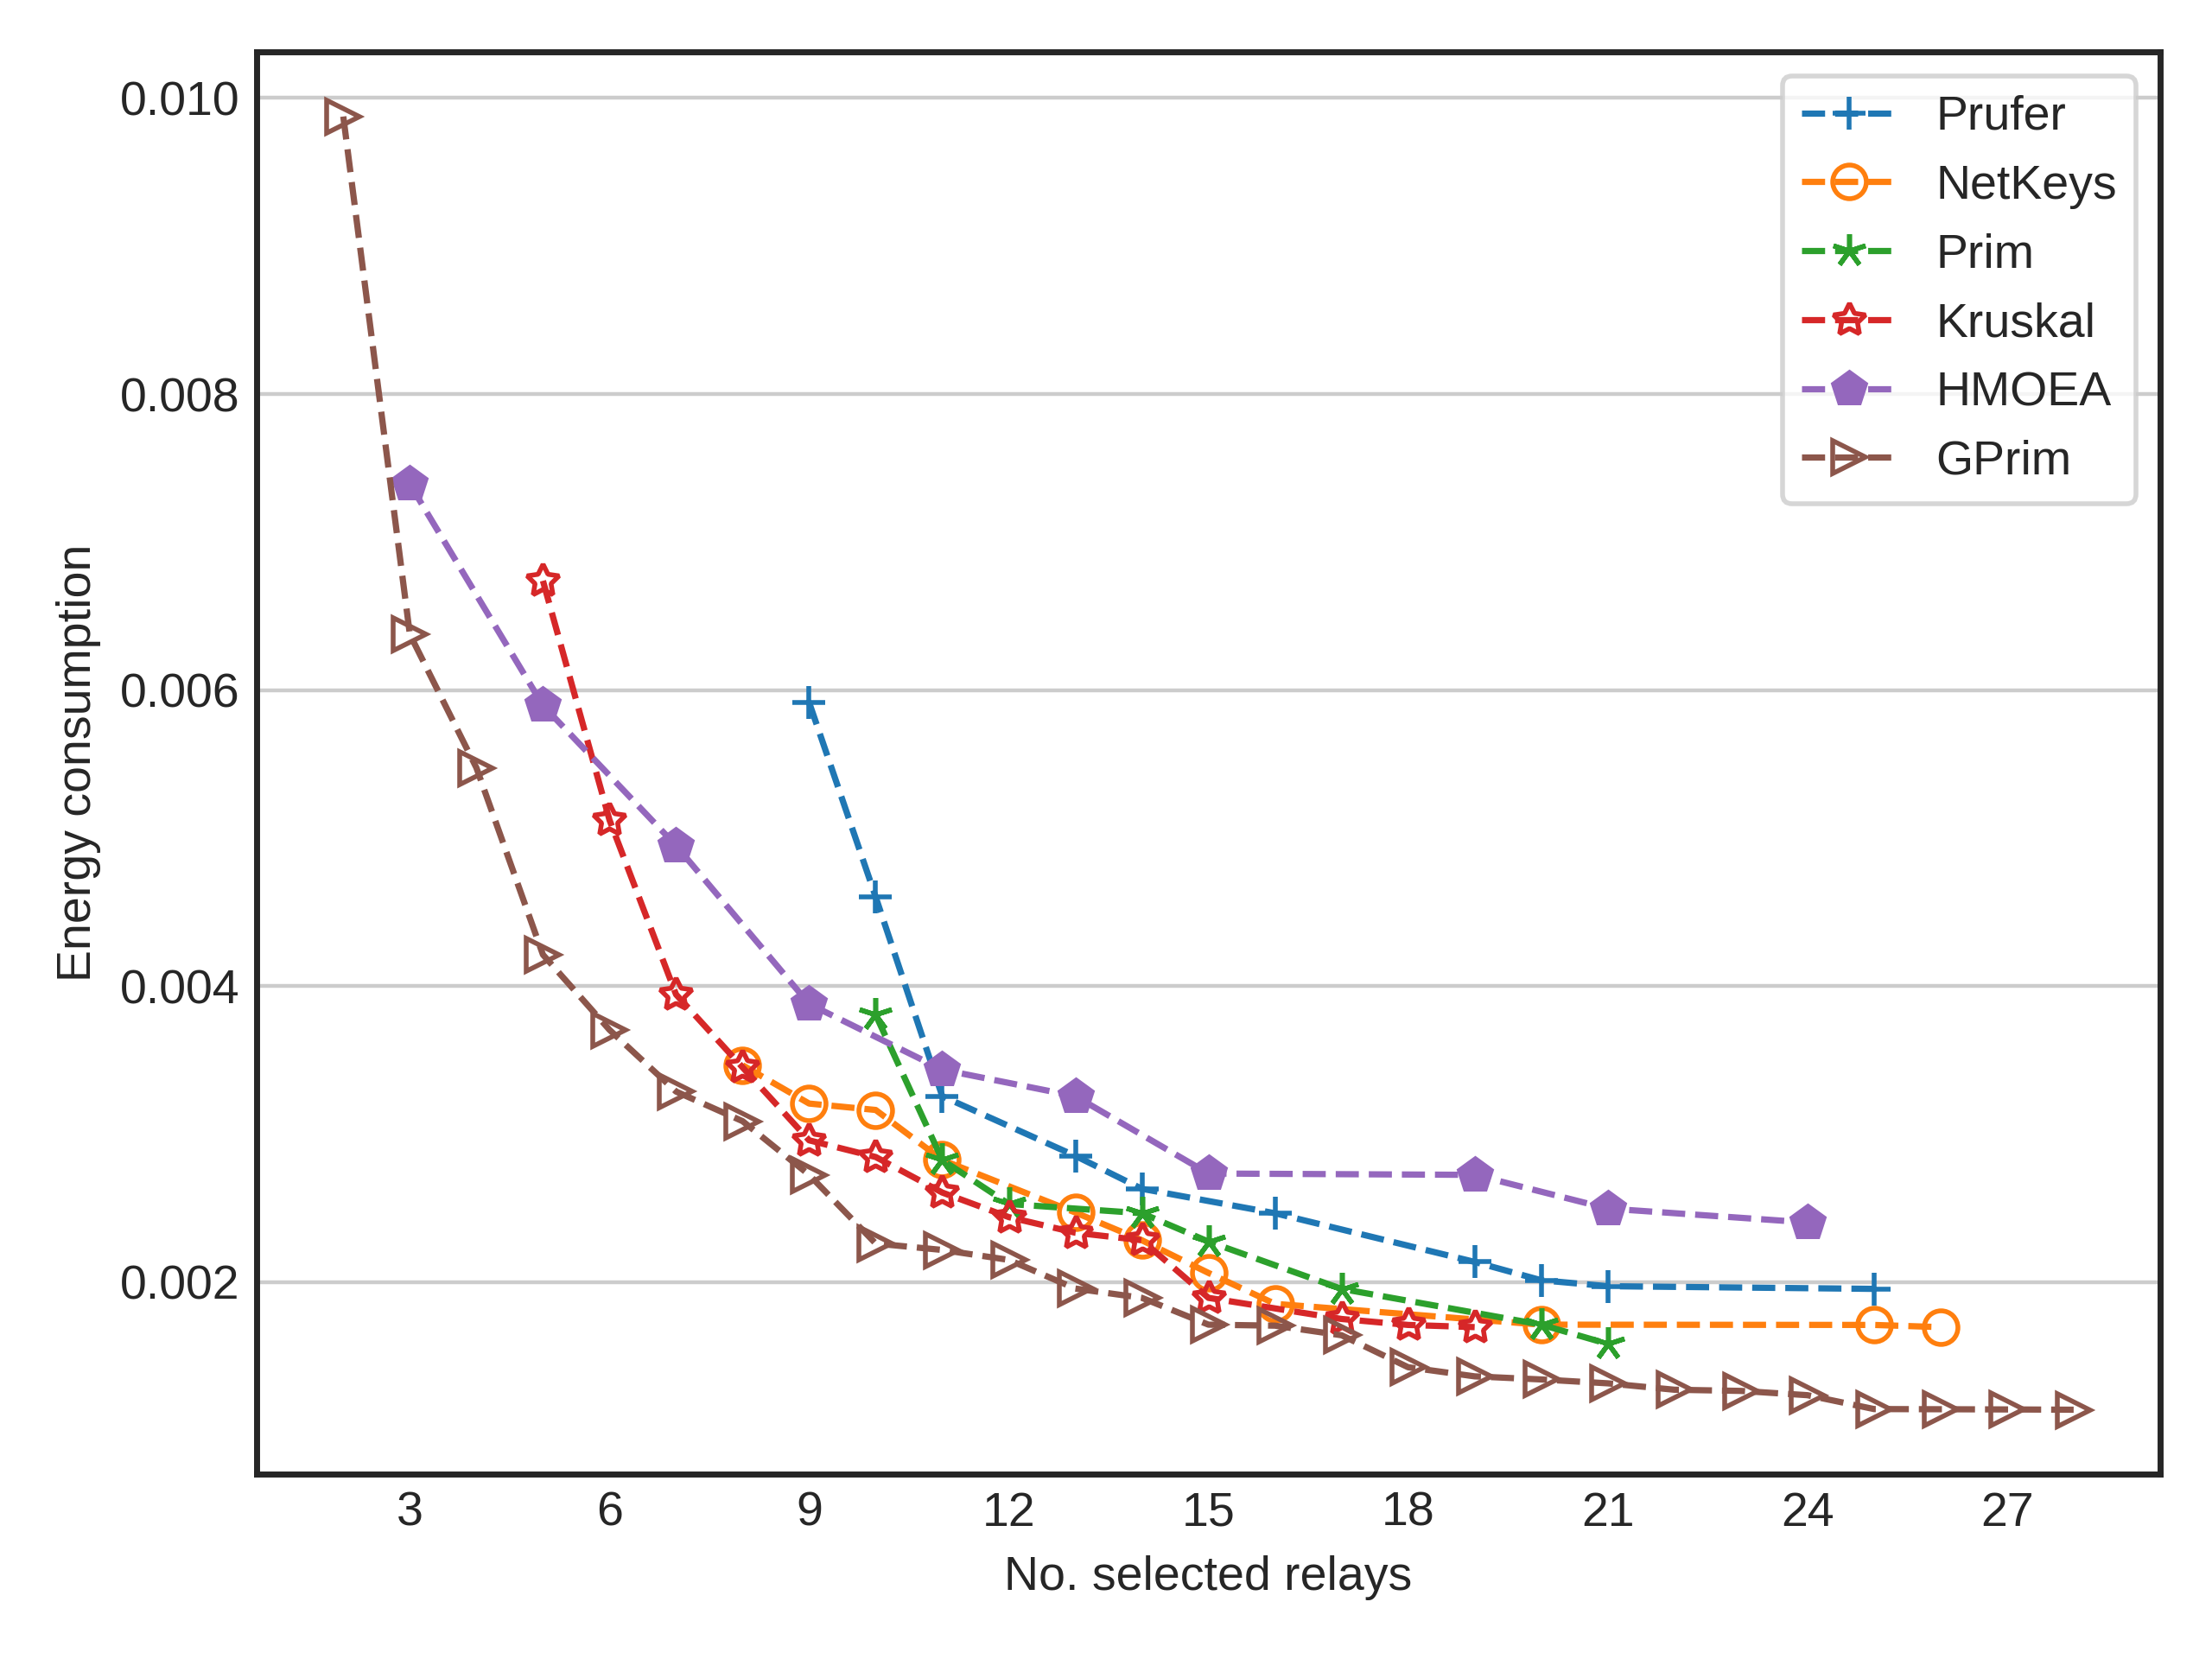 0.010
0.008
0.006
0.004
0.002
Energy consumption
3 6 9 12 15 18 21 24 27
No. selected relays
Prufer
NetKeys
Prim
Kruskal
HMOEA
GPrim